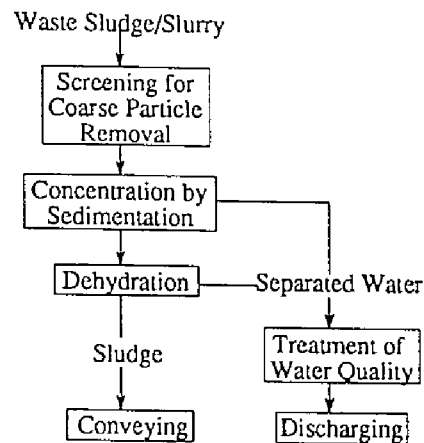 Waste Sludge/Slurry
Screening for
Coarse Particle
Removal
Concentration by
Sedimentation
Dehydration
Separated Water
Sludge
Treatment of
Water Quality
Conveying
Discharging